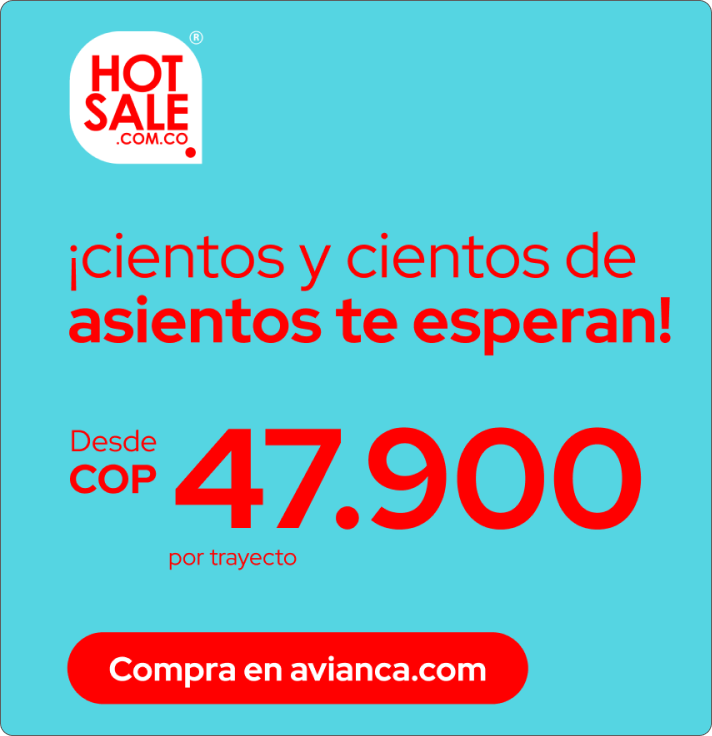 HOT
SALE
.COM.CO
®
¡cientos y cientos de
asientos te esperan!
Desde
COP 47.900
por trayecto
Compra en avianca.com